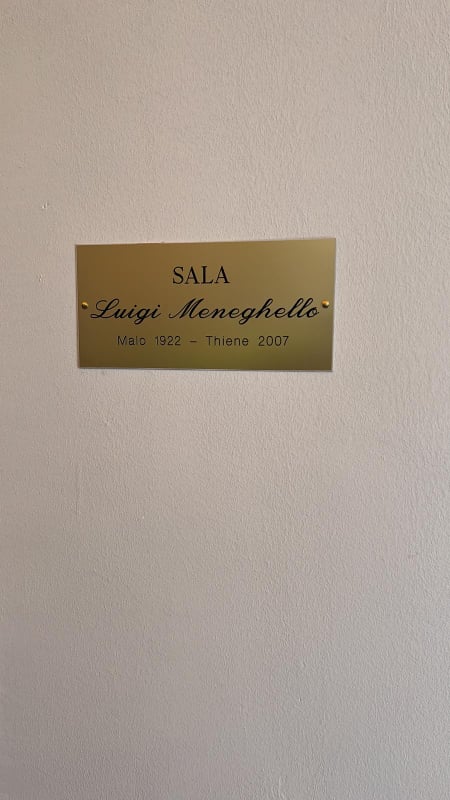 SALA
Luigi Meneghello
Malo 1922 – Thiene 2007